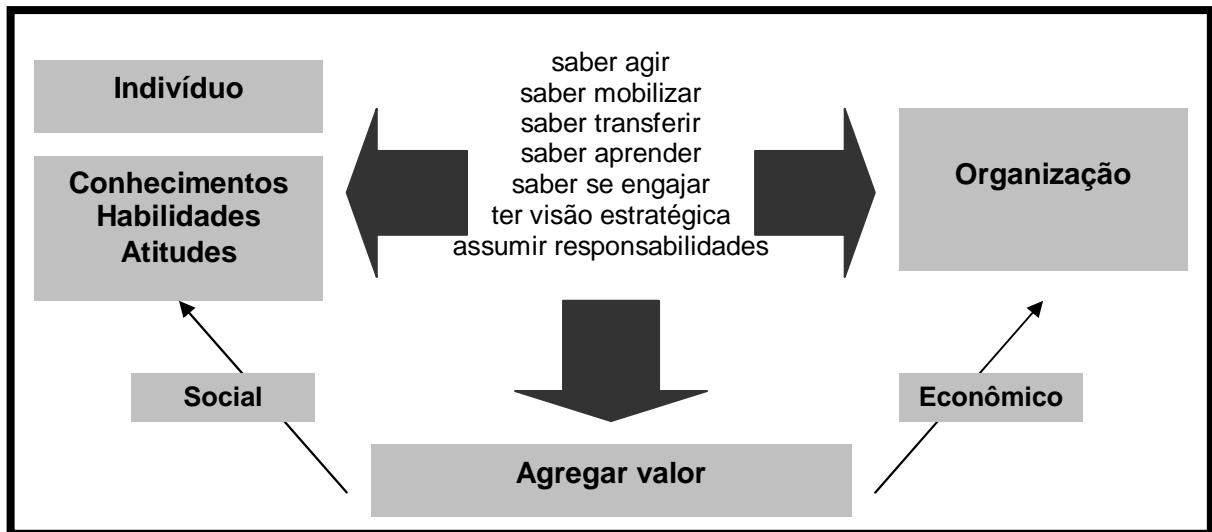 Indivíduo
Conhecimentos
Habilidades
Atitudes
saber agir
saber mobilizar
saber transferir
saber aprender
saber se engajar
ter visão estratégica
assumir responsabilidades
Organização
Social
Econômico
Agregar valor